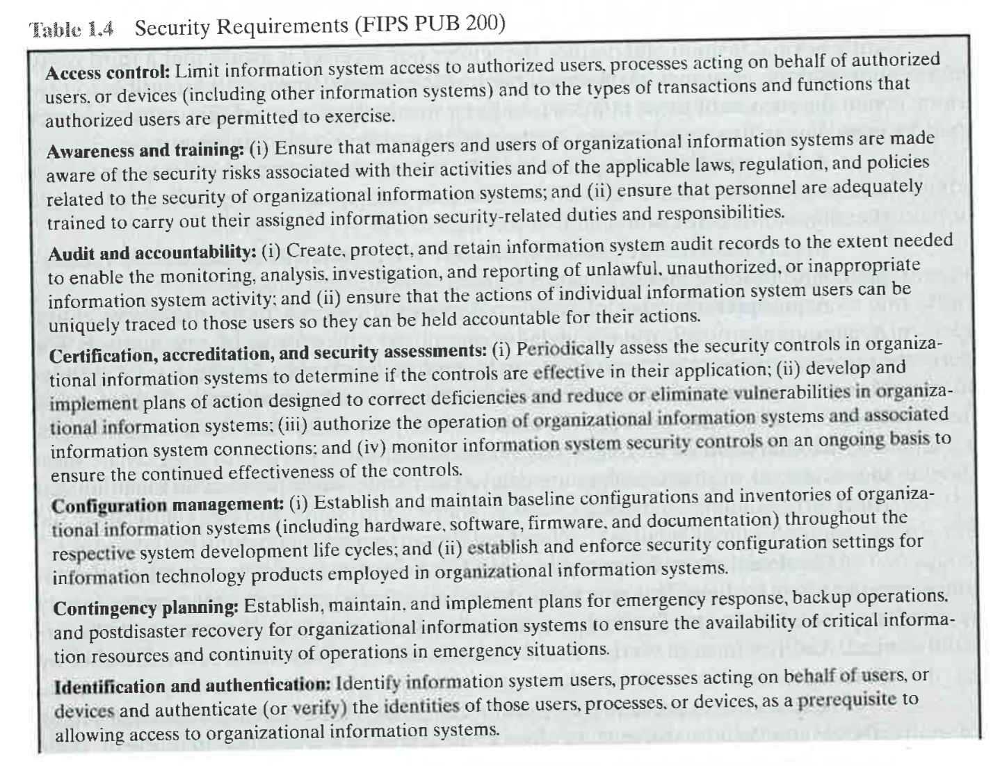 Table 1.4 Security Requirements (FIPS PUB 200)
Access control: Limit information system access to authorized users, processes acting on behalf of authorized
users, or devices (including other information systems) and to the types of transactions and functions that
authorized users are permitted to exercise.
Awareness and training: (i) Ensure that managers and users of organizational information systems are made
aware of the security risks associated with their activities and of the applicable laws, regulation, and policies
related to the security of organizational information systems; and (ii) ensure that personnel are adequately
trained to carry out their assigned information security-related duties and responsibilities.
Audit and accountability: (i) Create, protect, and retain information system audit records to the extent needed
to enable the monitoring, analysis, investigation, and reporting of unlawful, unauthorized, or inappropriate
information system activity; and (ii) ensure that the actions of individual information system users can be
uniquely traced to those users so they can be held accountable for their actions.
Certification, accreditation, and security assessments: (i) Periodically assess the security controls in organiza-
tional information systems to determine if the controls are effective in their application; (ii) develop and
implement plans of action designed to correct deficiencies and reduce or eliminate vulnerabilities in organiza-
tional information systems; (iii) authorize the operation of organizational information systems and associated
information system connections; and (iv) monitor information system security controls on an ongoing basis to
ensure the continued effectiveness of the controls.
Configuration management: (i) Establish and maintain baseline configurations and inventories of organiza-
tional information systems (including hardware, software, firmware, and documentation) throughout the
respective system development life cycles; and (ii) establish and enforce security configuration settings for
information technology products employed in organizational information systems.
Contingency planning: Establish, maintain, and implement plans for emergency response, backup operations,
and postdisaster recovery for organizational information systems to ensure the availability of critical informa-
tion resources and continuity of operations in emergency situations.
Identification and authentication: Identify information system users, processes acting on behalf of users, or
devices and authenticate (or verify) the identities of those users, processes, or devices, as a prerequisite to
allowing access to organizational information systems.